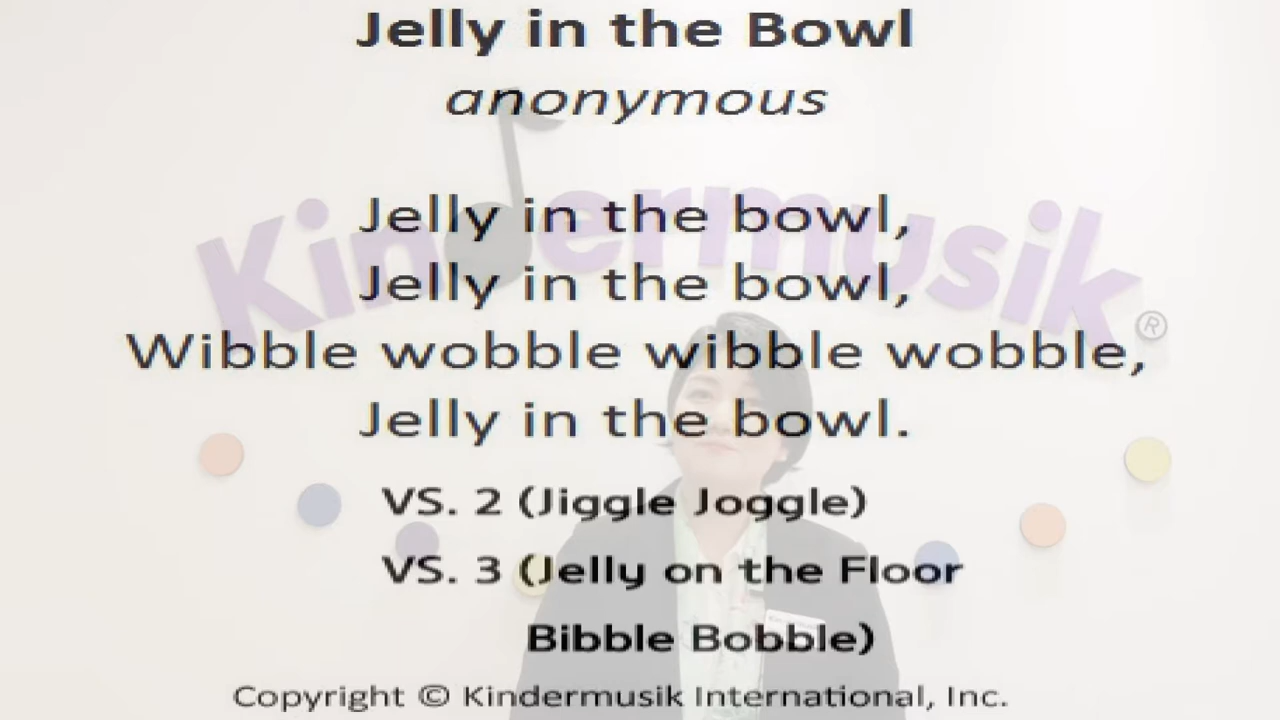 Jelly in the Bowl
anonymous
Kindermusik®
Jelly in the bowl,
Jelly in the bowl,
Wibble wobble wibble wobble,
Jelly in the bowl.
VS. 2 (Jiggle Joggle)
VS. 3 (Jelly on the Floor
Bibble Bobble)
Copyright © Kindermusik International, Inc.